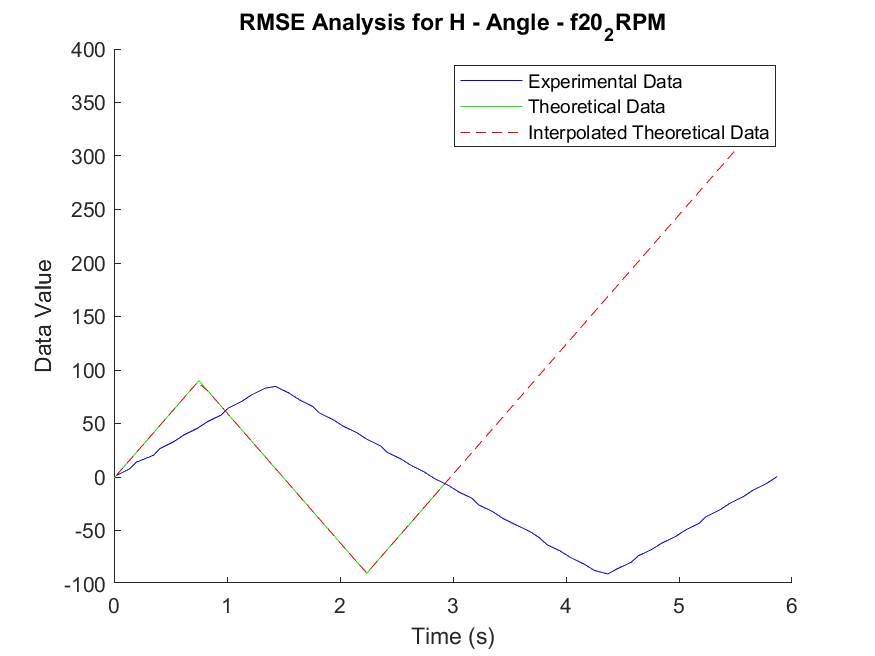 RMSE Analysis for H - Angle - f20₂RPM
400
350
300
250
200
150
100
50
0
-50
-100
Data Value
Experimental Data
Theoretical Data
Interpolated Theoretical Data
0 1 2 3 4 5 6
Time (s)